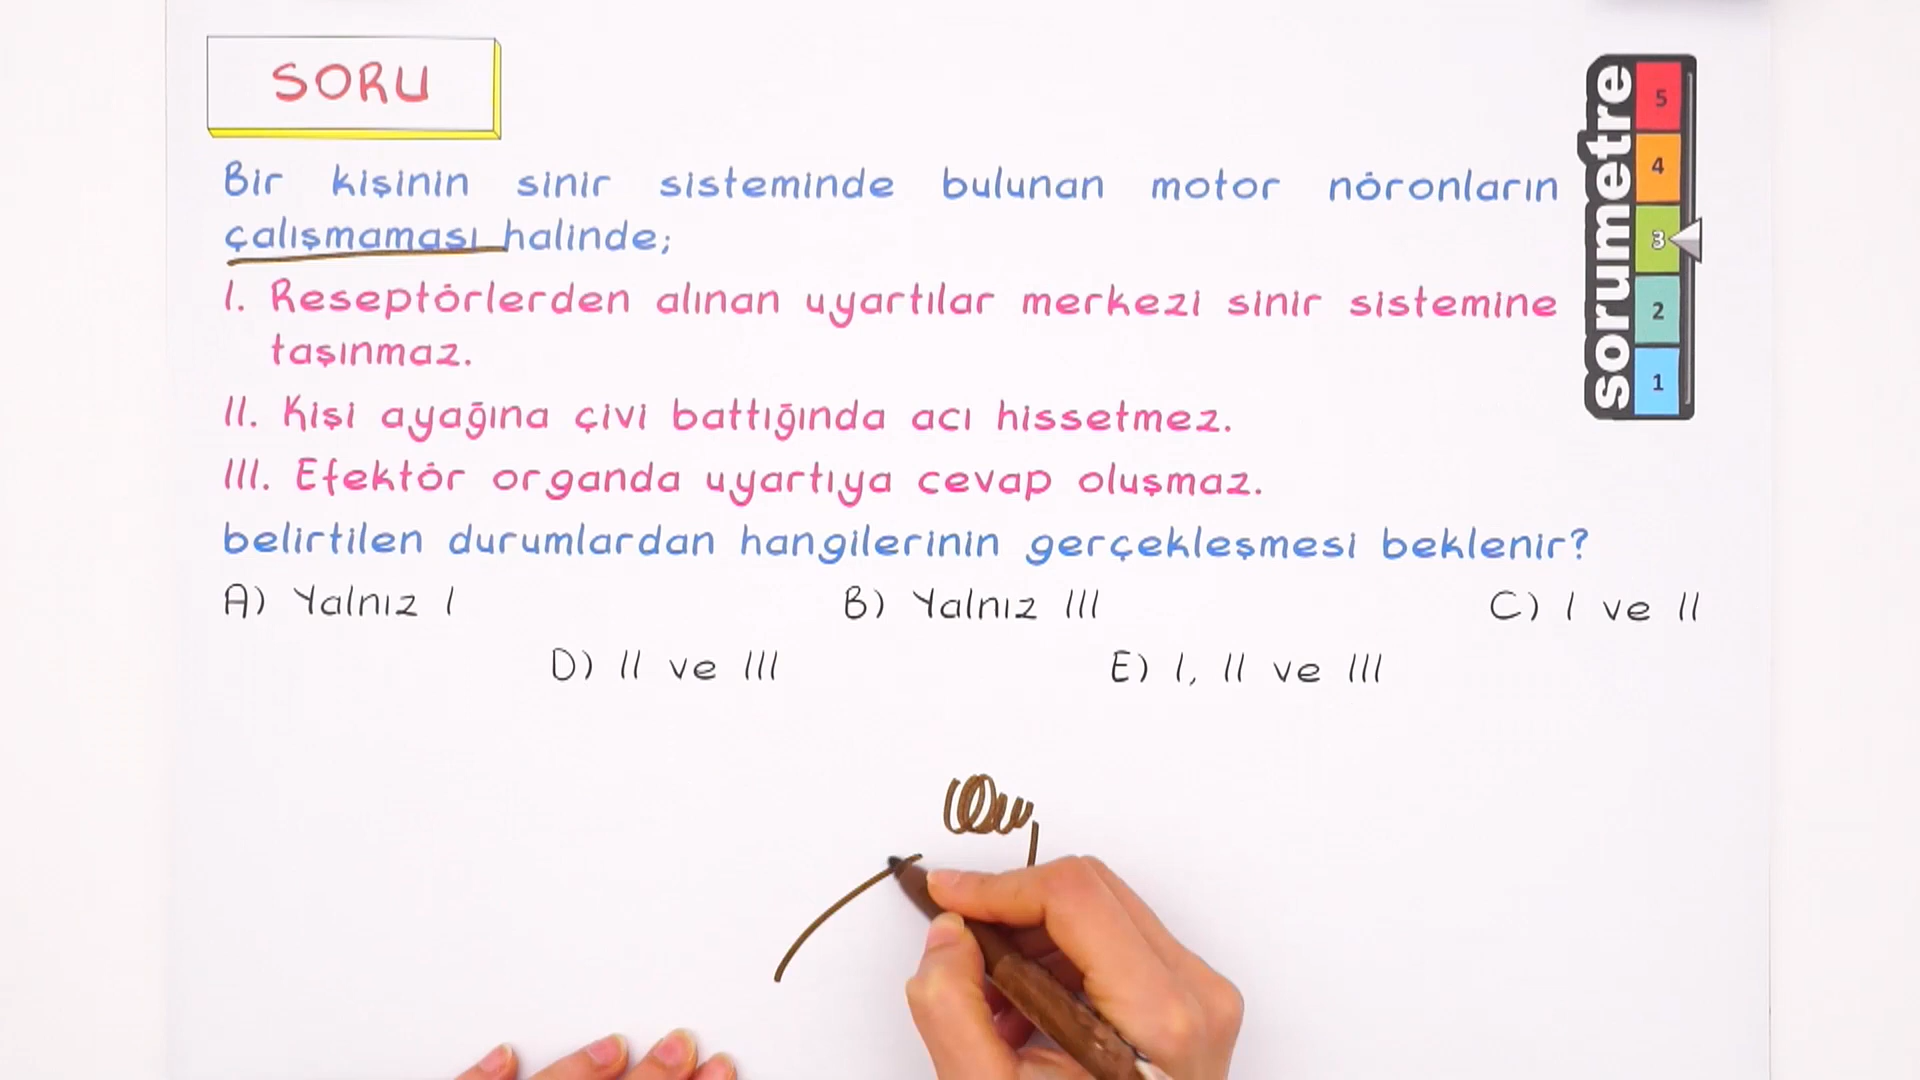 SORU
Bir kişinin sinir sisteminde bulunan motor nöronların
çalışmaması halinde;
I. Reseptörlerden alınan uyartılar merkezi sinir sistemine
taşınmaz.
II. Kişi ayağına çivi battığında acı hissetmez.
III. Efektör organda uyartıya cevap oluşmaz.
belirtilen durumlardan hangilerinin gerçekleşmesi beklenir?
A) Yalnız I
B) Yalnız III
C) I ve II
D) II ve III
E) I, II ve III
sorumetre
5
4
3
2
1